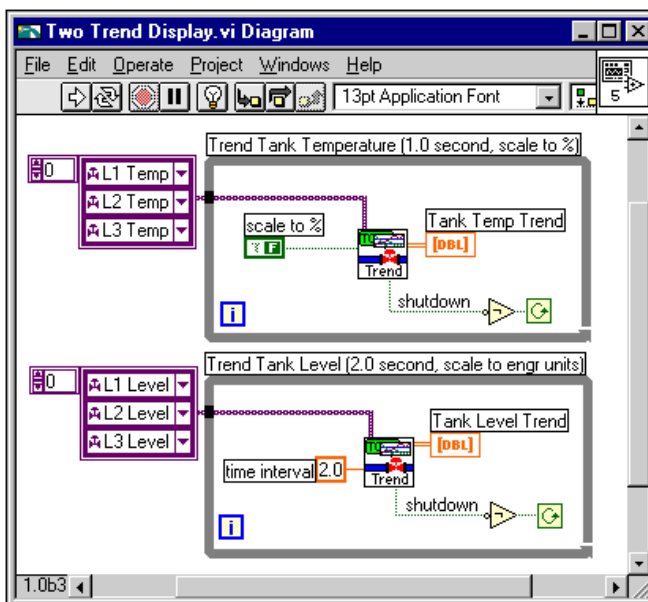 Two Trend Display.vi Diagram
File Edit Operate Project Windows Help
13pt Application Font
5
Trend Tank Temperature (1.0 second, scale to %)
0
L1 Temp
L2 Temp
L3 Temp
scale to %
F
TC
Trend
Tank Temp Trend
[DBL]
shutdown
i
Trend Tank Level (2.0 second, scale to engr units)
0
L1 Level
L2 Level
L3 Level
time interval 2.0
TC
Trend
Tank Level Trend
[DBL]
shutdown
i
1.0b3